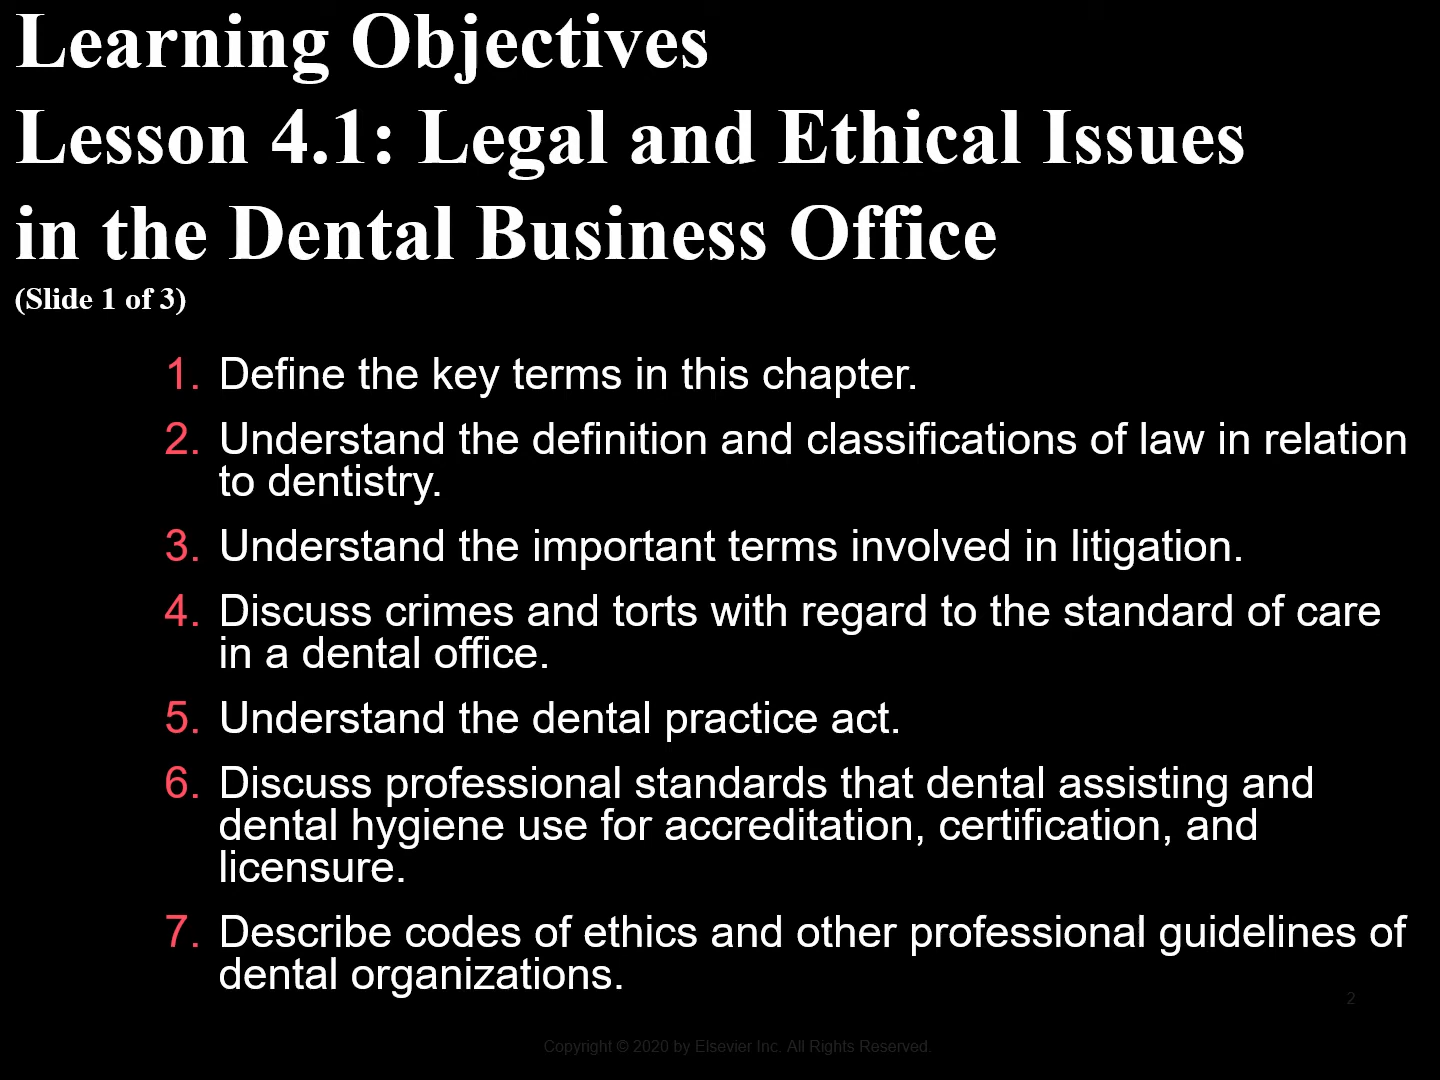 Learning Objectives
Lesson 4.1: Legal and Ethical Issues
in the Dental Business Office
(Slide 1 of 3)
1. Define the key terms in this chapter.
2. Understand the definition and classifications of law in relation
to dentistry.
3. Understand the important terms involved in litigation.
4. Discuss crimes and torts with regard to the standard of care
in a dental office.
5. Understand the dental practice act.
6. Discuss professional standards that dental assisting and
dental hygiene use for accreditation, certification, and
licensure.
7. Describe codes of ethics and other professional guidelines of
dental organizations.
2
Copyright © 2020 by Elsevier Inc. All Rights Reserved.